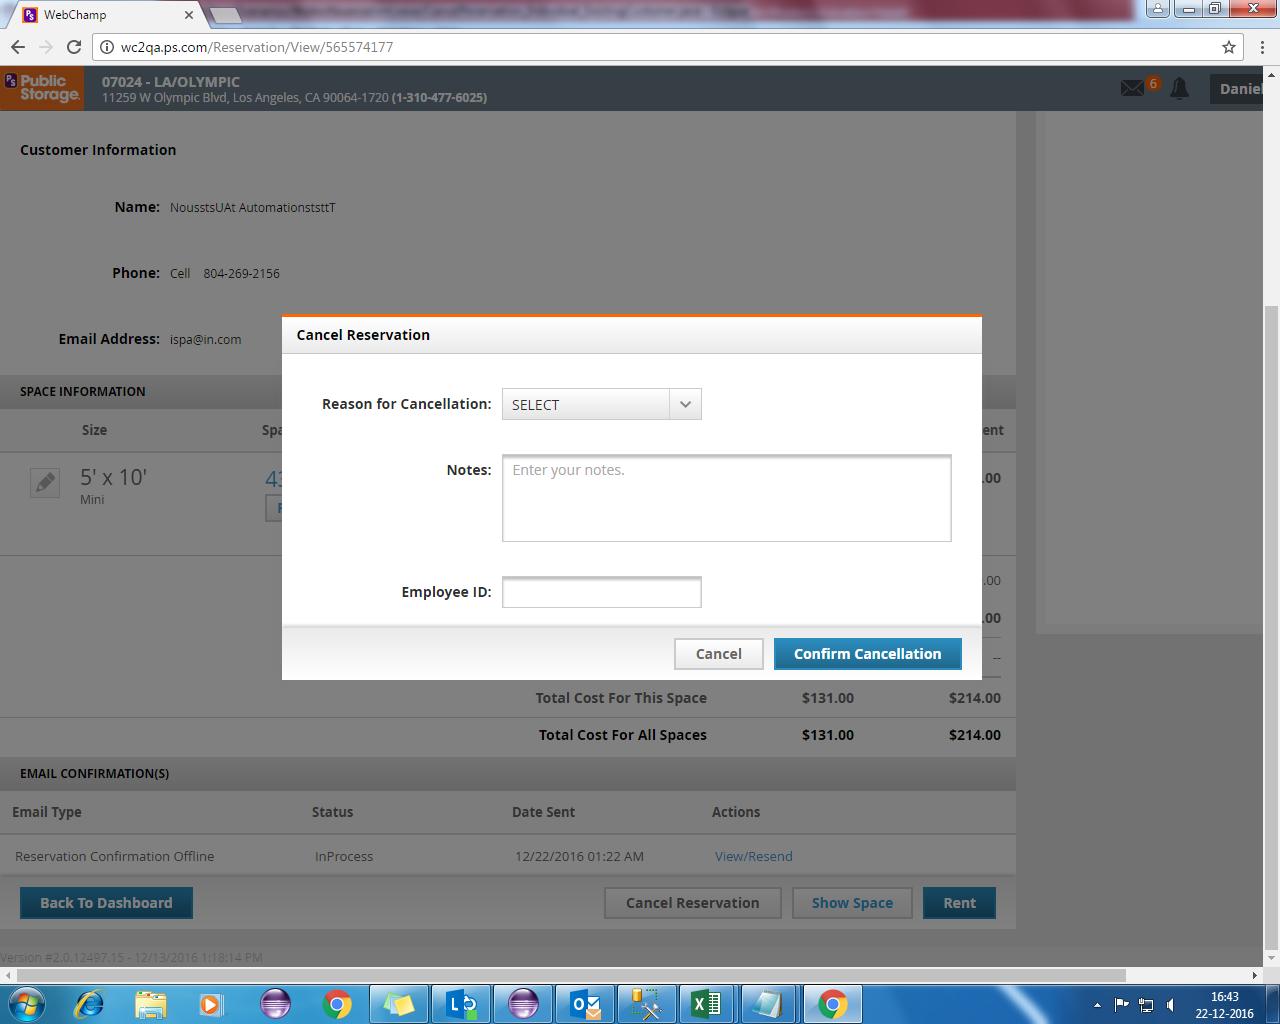 WebChamp
wc2qa.ps.com/Reservation/View/565574177
PS Public Storage.
07024 - LA/OLYMPIC
11259 W Olympic Blvd, Los Angeles, CA 90064-1720 (1-310-477-6025)
6
Daniel
Customer Information
Name: NousstsUAt AutomationststtT
Phone: Cell 804-269-2156
Email Address: ispa@in.com
Cancel Reservation
Reason for Cancellation: SELECT
Notes: Enter your notes.
Employee ID:
Cancel Confirm Cancellation
SPACE INFORMATION
Size
5' x 10'
Mini
.00
.00
.00
--
Total Cost For This Space $131.00 $214.00
Total Cost For All Spaces $131.00 $214.00
EMAIL CONFIRMATION(S)
Email Type Status Date Sent Actions
Reservation Confirmation Offline InProcess 12/22/2016 01:22 AM View/Resend
Back To Dashboard Cancel Reservation Show Space Rent
Version #2.0.12497.15 - 12/13/2016 1:18:14 PM
16:43
22-12-2016